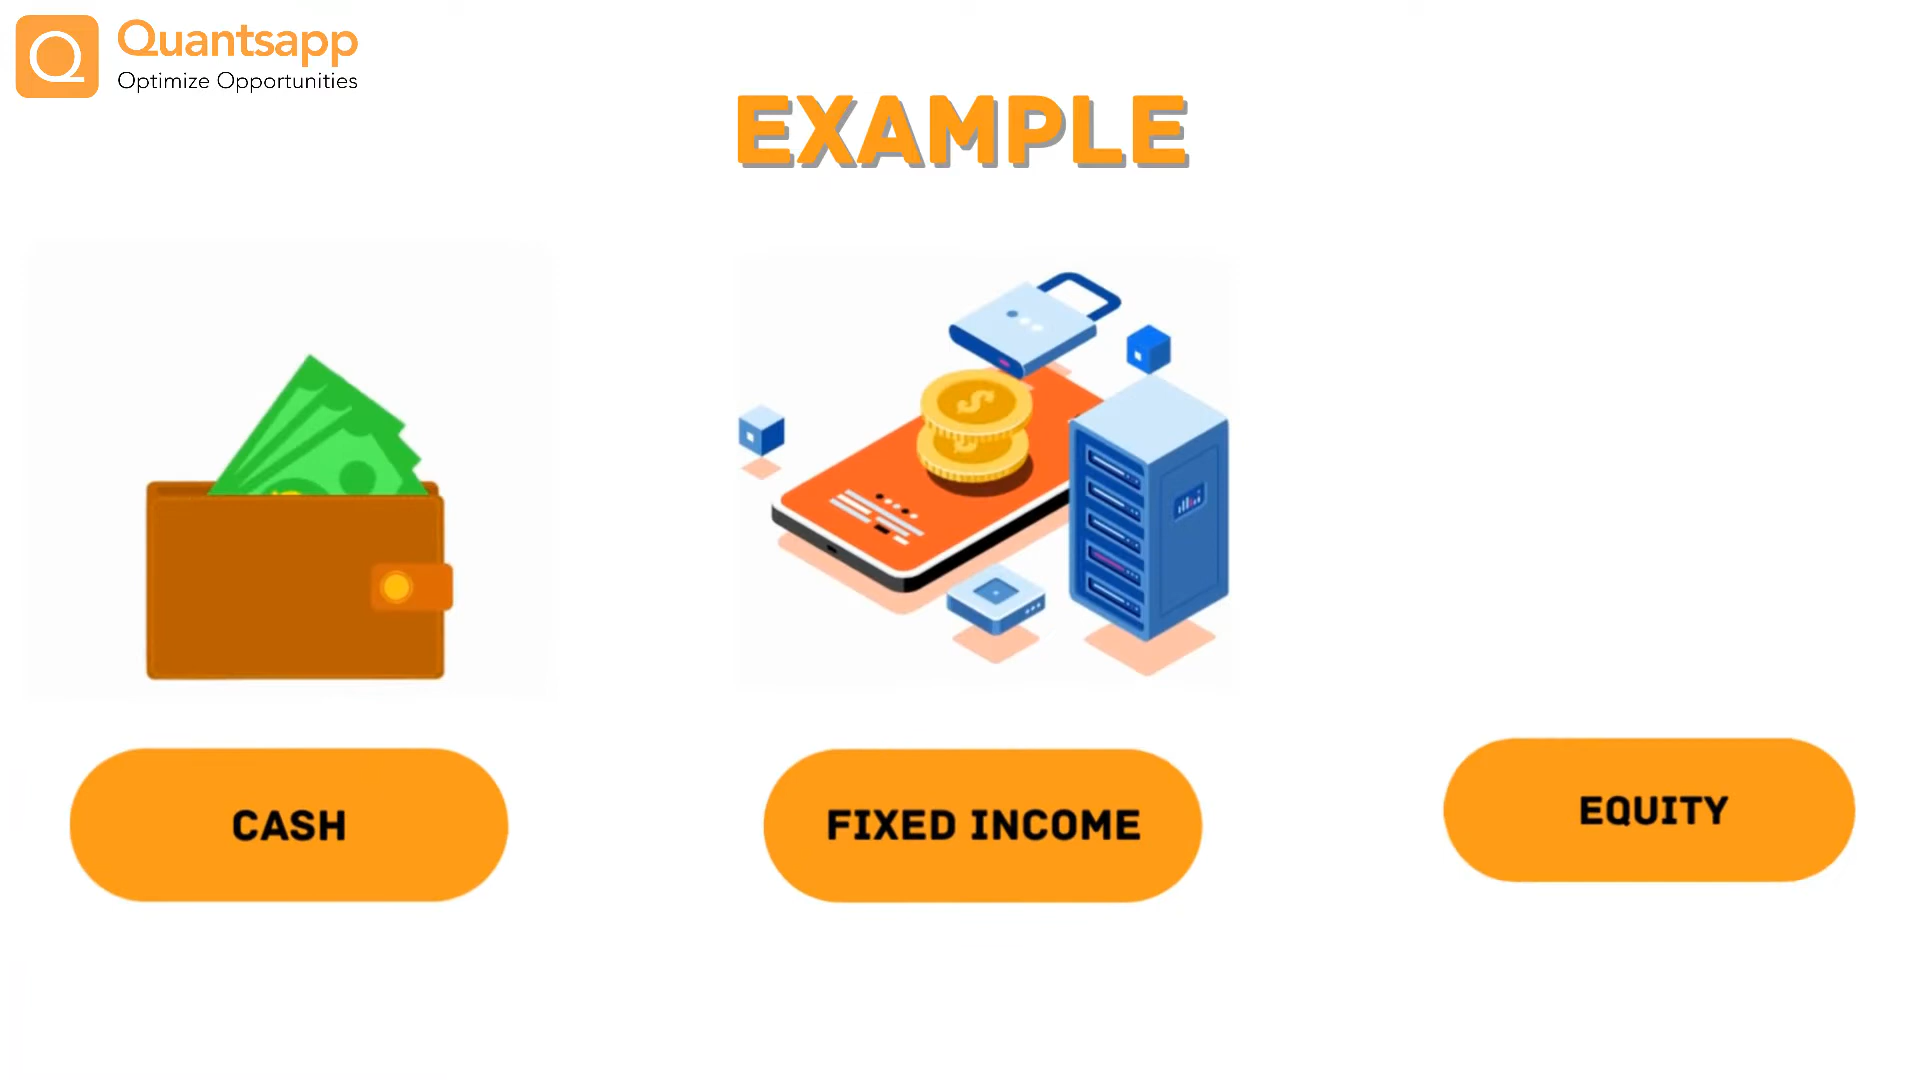 Quantsapp
Optimize Opportunities
EXAMPLE
CASH
FIXED INCOME
EQUITY